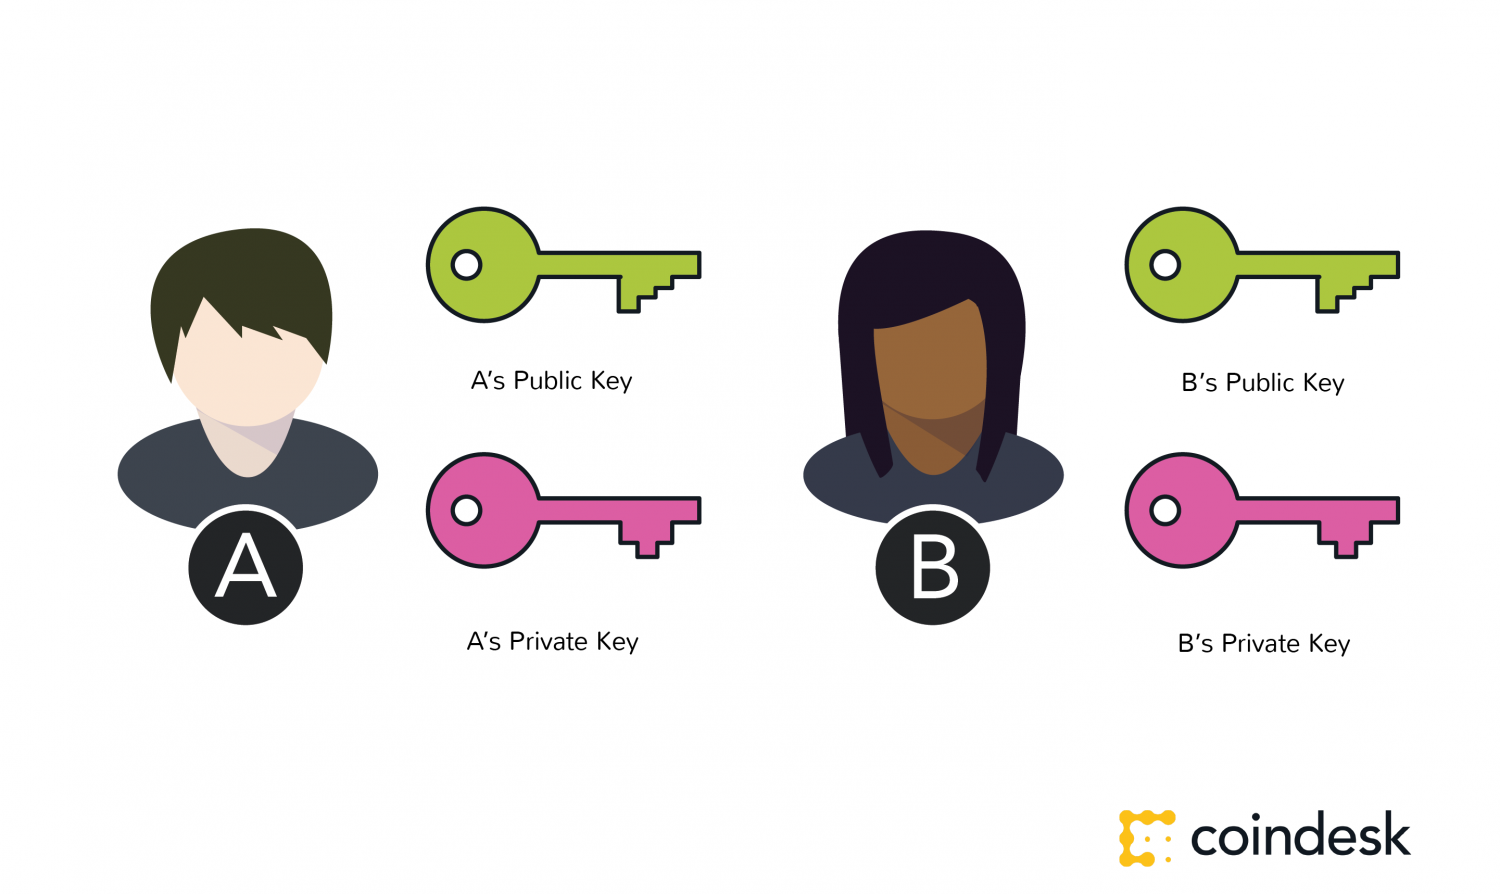 A's Public Key
B's Public Key
A
B
A's Private Key
B's Private Key
coindesk